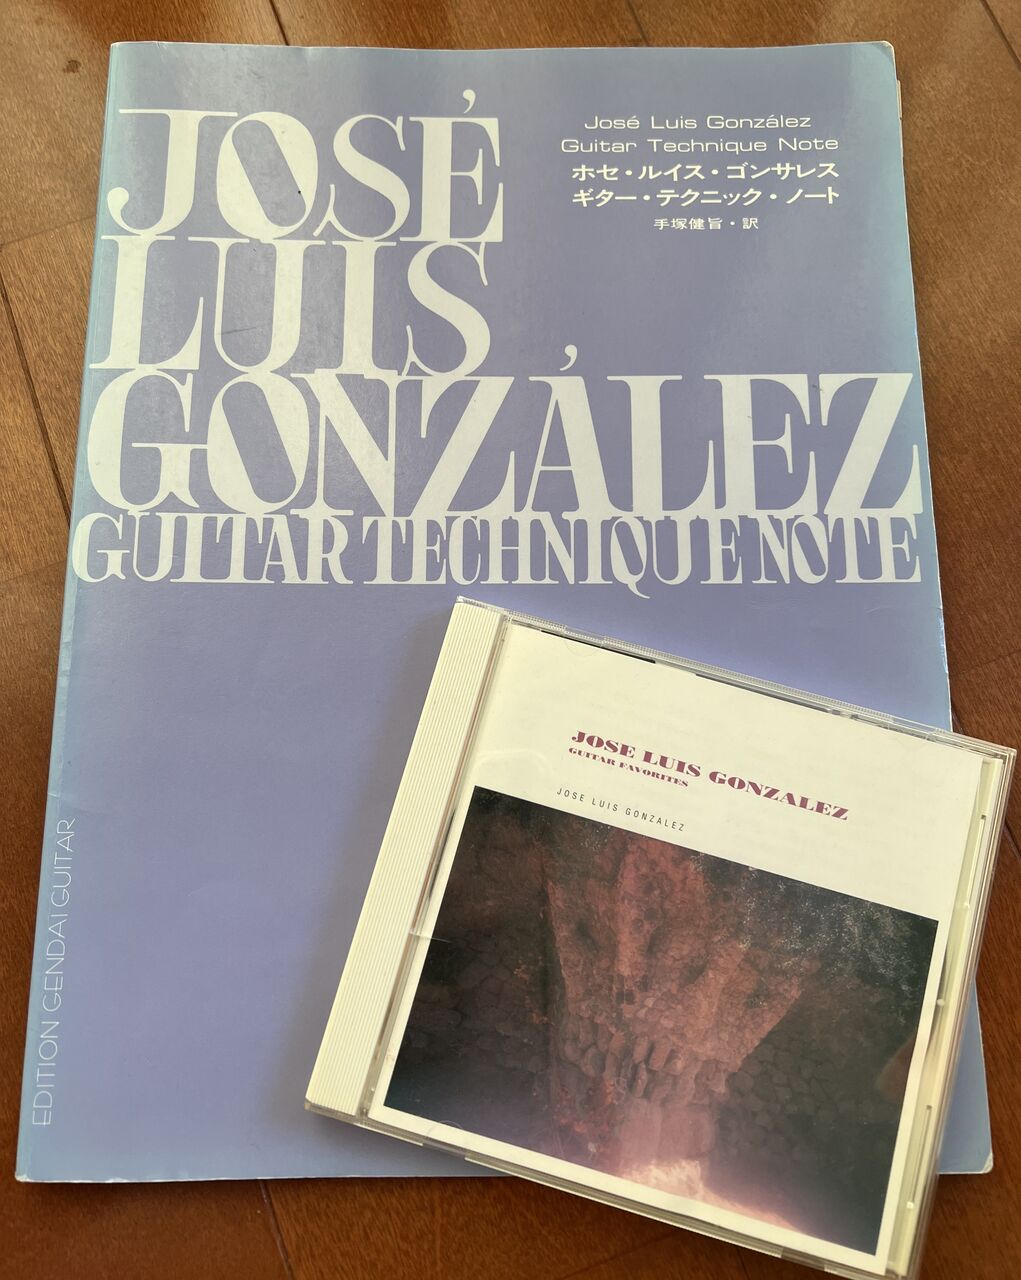 JOSÉ
LUIS
GONZÁLEZ
GUITAR TECHNIQUE NOTE
José Luis González
Guitar Technique Note
ホセ・ルイス・ゴンサレス
ギター・テクニック・ノート
手塚健旨・訳
EDITION GENDAI GUITAR
JOSE LUIS GONZALEZ
GUITAR FAVORITES
JOSE LUIS GONZALEZ